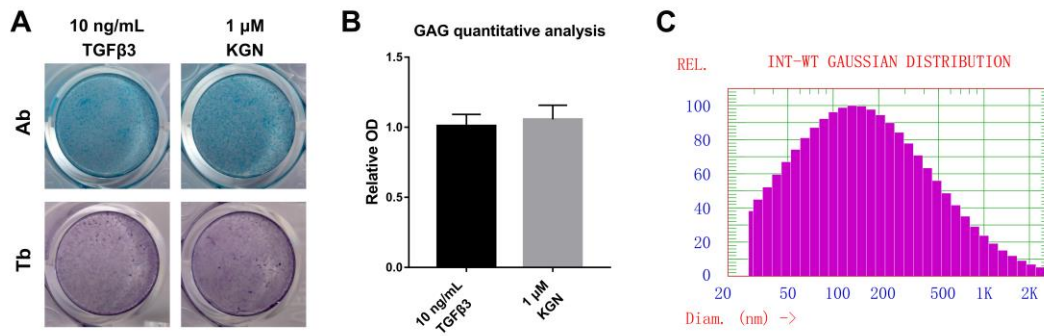 A
10 ng/mL
TGFβ3
1 μM
KGN
Ab
Tb
B
GAG quantitative analysis
Relative OD
1.5
1.0
0.5
0.0
10 ng/mL
TGFβ3
1 μM
KGN
C
REL.
INT-WT GAUSSIAN DISTRIBUTION
100
80
60
40
20
0
20
50
100
200
500
1K
2K
Diam. (nm) ->